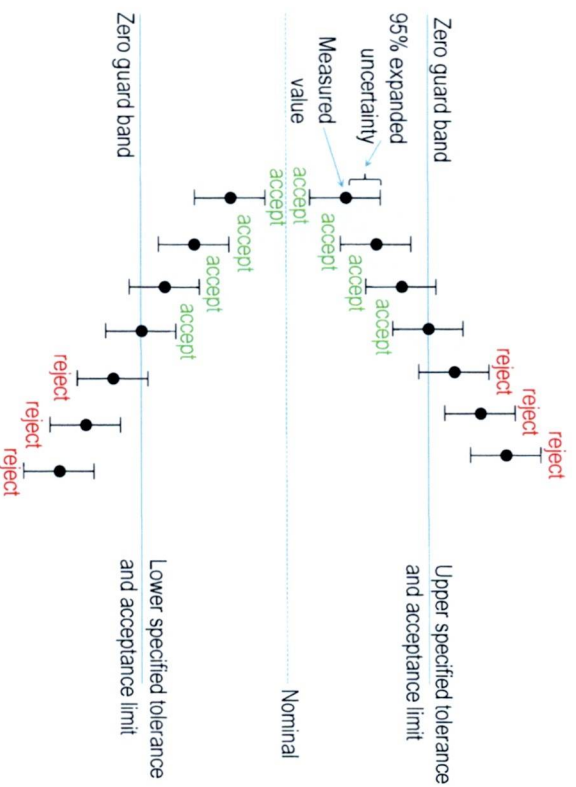 Zero guard band
95% expanded
uncertainty
Measured
value
Zero guard band
accept
accept
accept
accept
accept
accept
accept
accept
reject
reject
reject
reject
reject
reject
Upper specified tolerance
and acceptance limit
Nominal
Lower specified tolerance
and acceptance limit